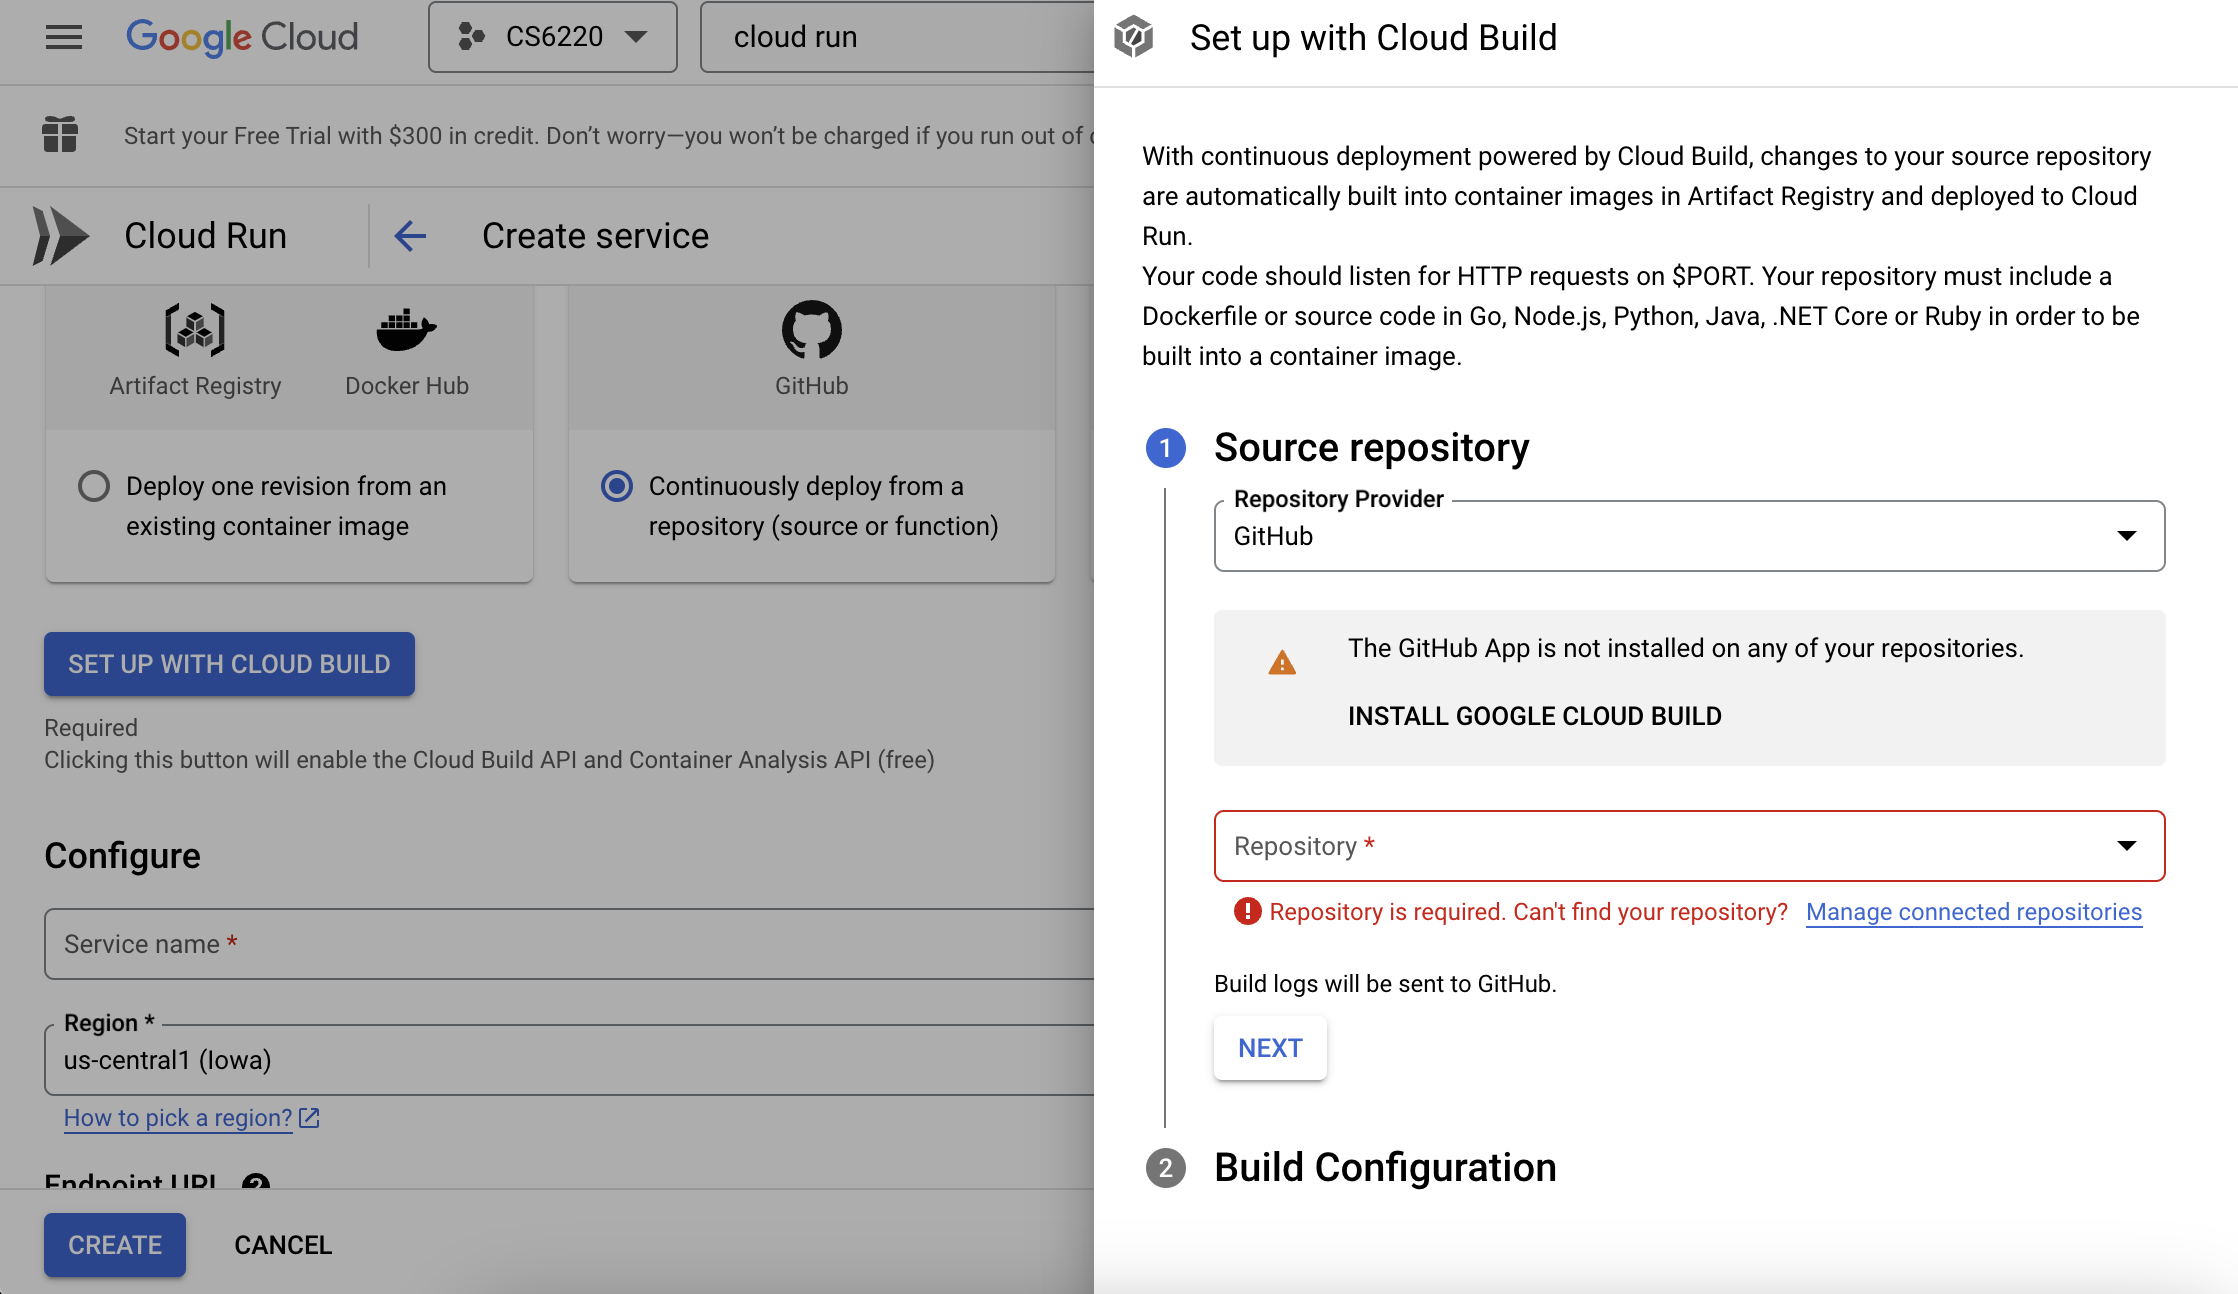 Google Cloud
CS6220
cloud run
Start your Free Trial with $300 in credit. Don't worry—you won't be charged if you run out of
Cloud Run
Create service
Artifact Registry
Docker Hub
GitHub
Deploy one revision from an
existing container image
Continuously deploy from a
repository (source or function)
SET UP WITH CLOUD BUILD
Required
Clicking this button will enable the Cloud Build API and Container Analysis API (free)
Configure
Service name *
Region *
us-central1 (Iowa)
How to pick a region?
Endpoint URL
CREATE
CANCEL
Set up with Cloud Build
With continuous deployment powered by Cloud Build, changes to your source repository
are automatically built into container images in Artifact Registry and deployed to Cloud
Run.
Your code should listen for HTTP requests on $PORT. Your repository must include a
Dockerfile or source code in Go, Node.js, Python, Java, .NET Core or Ruby in order to be
built into a container image.
1 Source repository
Repository Provider
GitHub
The GitHub App is not installed on any of your repositories.
INSTALL GOOGLE CLOUD BUILD
Repository *
Repository is required. Can't find your repository? Manage connected repositories
Build logs will be sent to GitHub.
NEXT
2 Build Configuration